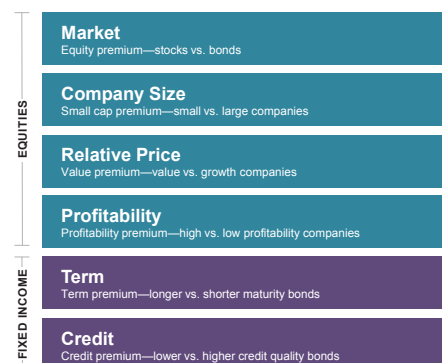 EQUITIES
Market
Equity premium—stocks vs. bonds
Company Size
Small cap premium—small vs. large companies
Relative Price
Value premium—value vs. growth companies
Profitability
Profitability premium—high vs. low profitability companies
FIXED INCOME
Term
Term premium—longer vs. shorter maturity bonds
Credit
Credit premium—lower vs. higher credit quality bonds